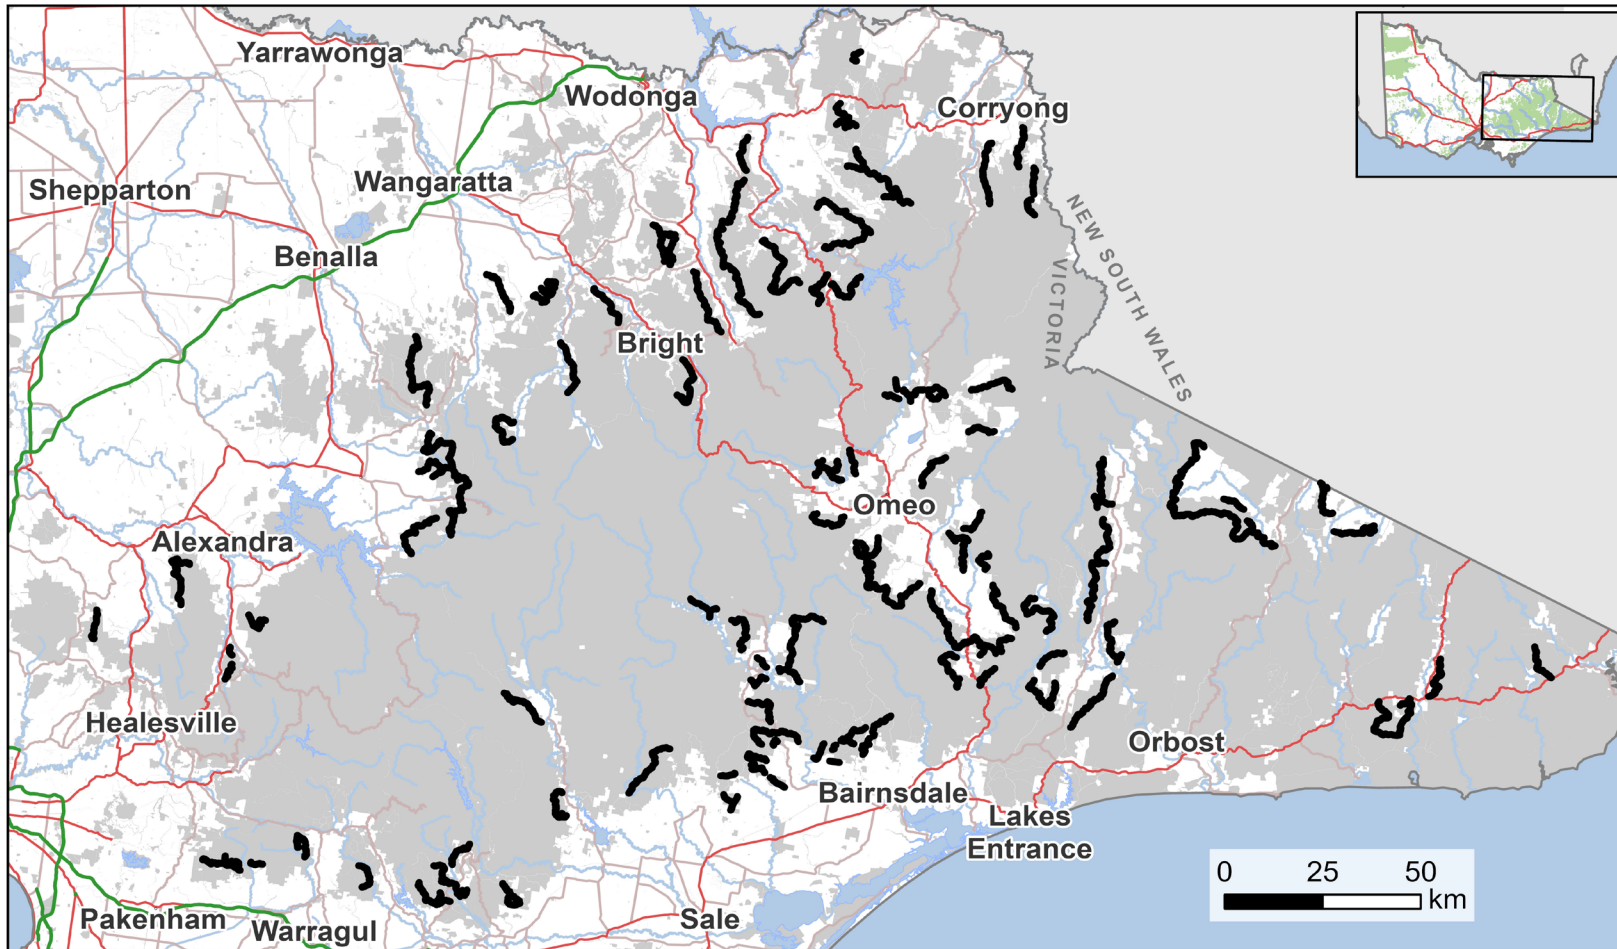 Yarrawonga
Wodonga
Corryong
Shepparton
Wangaratta
NEW SOUTH WALES
VICTORIA
Benalla
Bright
Omeo
Alexandra
Healesville
Orbost
Bairnsdale
Lakes
Entrance
Pakenham
Warragul
Sale
0 25 50
km